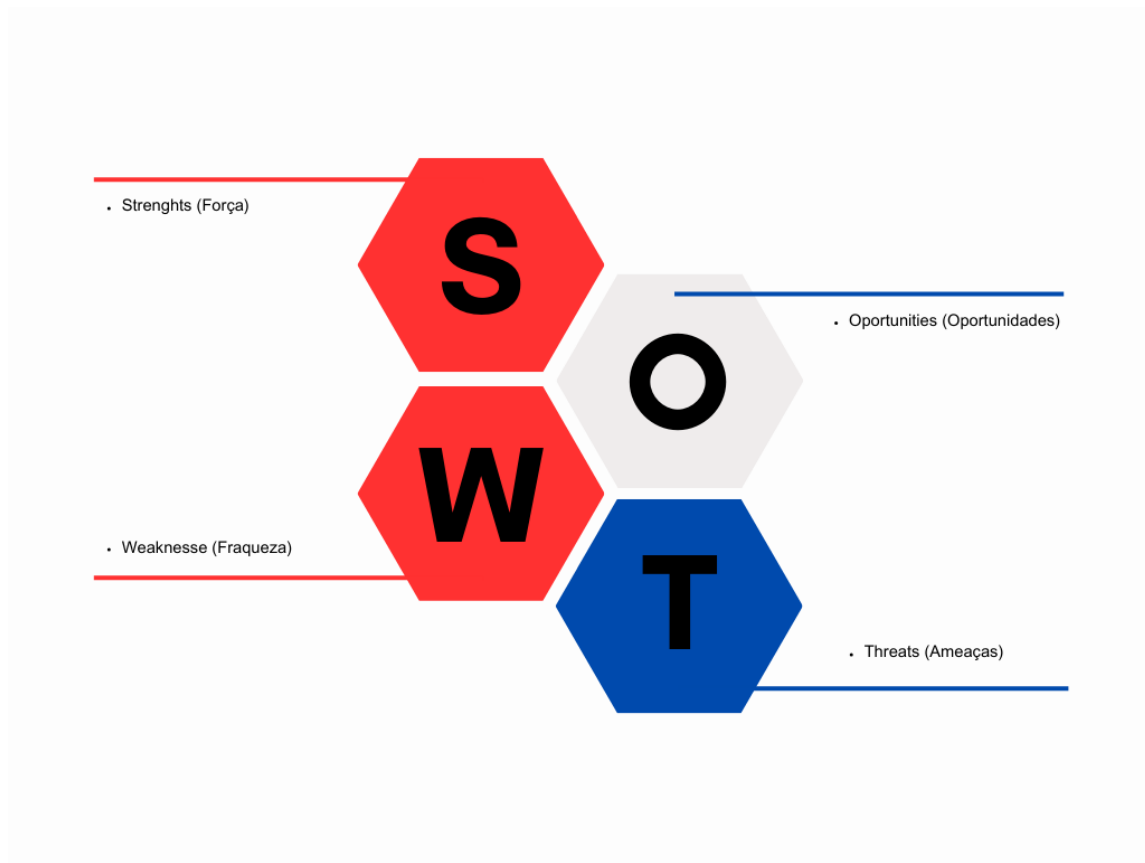 S
• Strenghts (Força)
O
• Oportunities (Oportunidades)
W
• Weaknesse (Fraqueza)
T
• Threats (Ameaças)